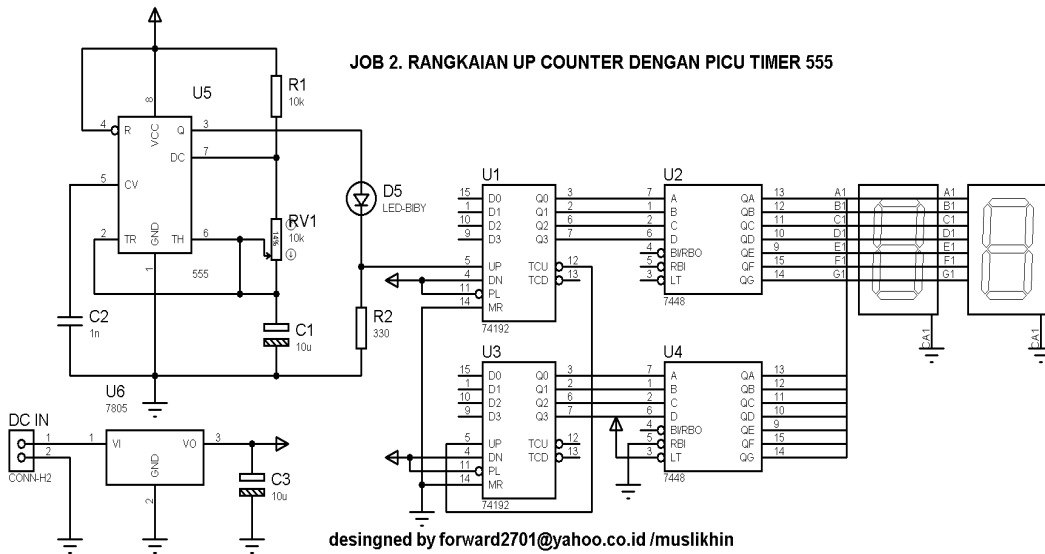 JOB 2. RANGKAIAN UP COUNTER DENGAN PICU TIMER 555
U5
8
VCC
4
R
Q
3
DC
7
5
CV
2
TR
GND
TH
6
1
555
R1
10k
RV1
10k
14%
C2
1n
C1
10u
D5
LED-BIBY
R2
330
U1
15
D0
Q0
3
1
D1
Q1
2
10
D2
Q2
6
9
D3
Q3
7
5
UP
TCU
12
4
DN
TCD
13
11
PL
14
MR
74192
U2
7
A
QA
13
1
B
QB
12
2
C
QC
11
6
D
QD
10
4
BI/RBO
QE
9
5
RBI
QF
15
3
LT
QG
14
7448
A1
B1
C1
D1
E1
F1
G1
A1
B1
C1
D1
E1
F1
G1
CA1
CA1
U3
15
D0
Q0
3
1
D1
Q1
2
10
D2
Q2
6
9
D3
Q3
7
5
UP
TCU
12
4
DN
TCD
13
11
PL
14
MR
74192
U4
7
A
QA
13
1
B
QB
12
2
C
QC
11
6
D
QD
10
4
BI/RBO
QE
9
5
RBI
QF
15
3
LT
QG
14
7448
U6
7805
DC IN
1
2
CONN-H2
1
VI
VO
3
GND
2
C3
10u
desingned by forward2701@yahoo.co.id /muslikhin